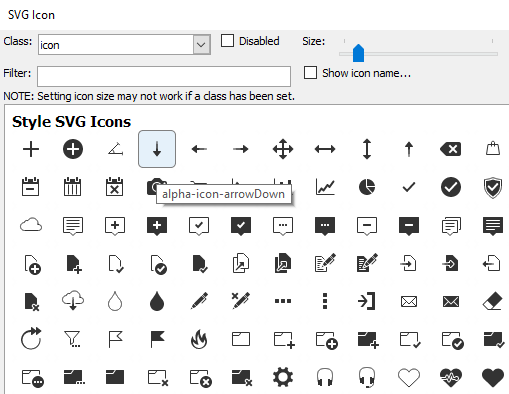 SVG Icon
Class: icon Disabled Size:
Filter: Show icon name...
NOTE: Setting icon size may not work if a class has been set.
Style SVG Icons
alpha-icon-arrowDown